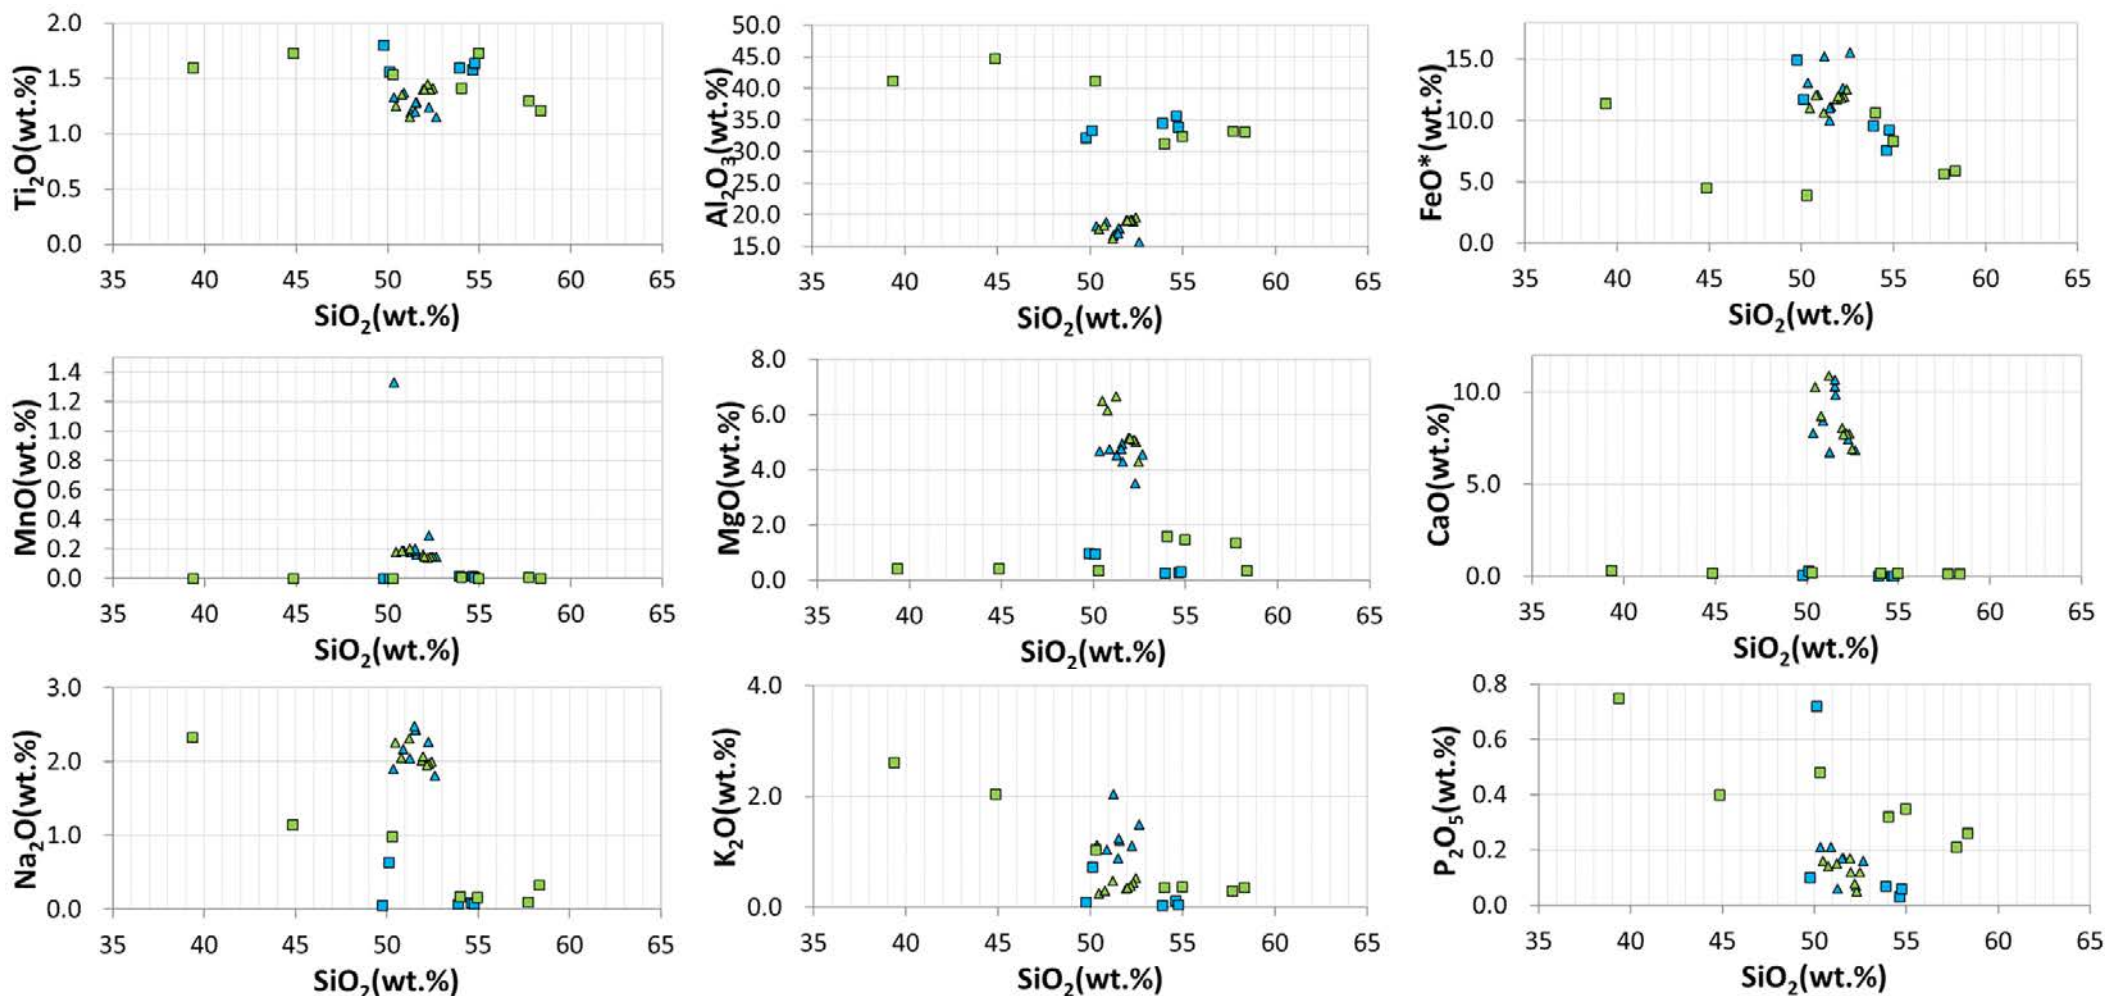 Ti₂O(wt.%)
2.0
1.5
1.0
0.5
0.0
35 40 45 50 55 60 65
SiO₂(wt.%)
Al₂O₃(wt.%)
50.0
45.0
40.0
35.0
30.0
25.0
20.0
15.0
35 40 45 50 55 60 65
SiO₂(wt.%)
FeO*(wt.%)
15.0
10.0
5.0
0.0
35 40 45 50 55 60 65
SiO₂(wt.%)
MnO(wt.%)
1.4
1.2
1.0
0.8
0.6
0.4
0.2
0.0
35 40 45 50 55 60 65
SiO₂(wt.%)
MgO(wt.%)
8.0
6.0
4.0
2.0
0.0
35 40 45 50 55 60 65
SiO₂(wt.%)
CaO(wt.%)
10.0
5.0
0.0
35 40 45 50 55 60 65
SiO₂(wt.%)
Na₂O(wt.%)
3.0
2.0
1.0
0.0
35 40 45 50 55 60 65
SiO₂(wt.%)
K₂O(wt.%)
4.0
2.0
0.0
35 40 45 50 55 60 65
SiO₂(wt.%)
P₂O₅(wt.%)
0.8
0.6
0.4
0.2
0.0
35 40 45 50 55 60 65
SiO₂(wt.%)